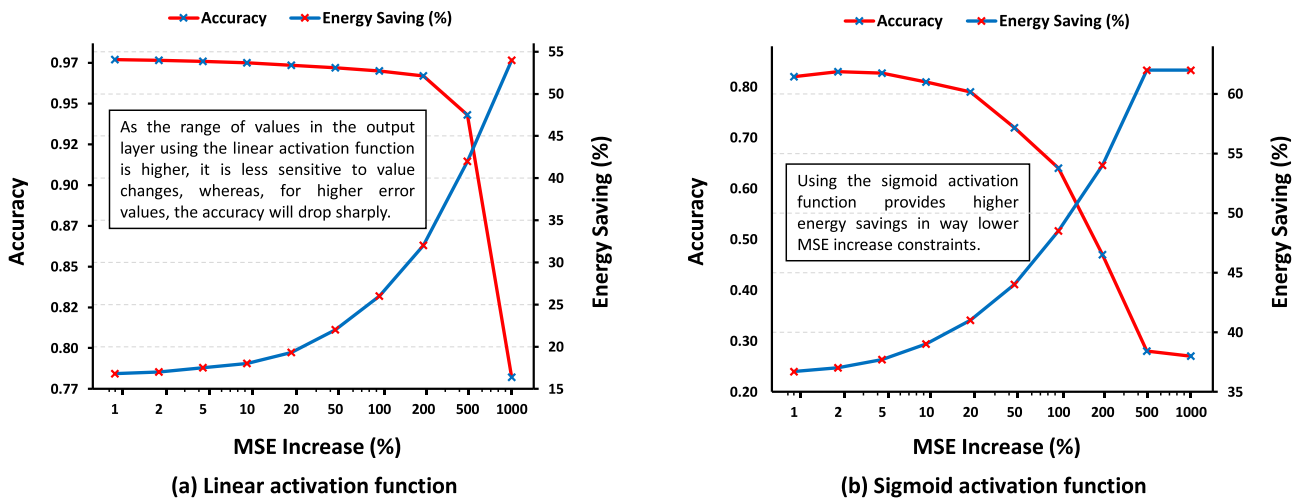 Accuracy Energy Saving (%)
0.97
0.95
0.92
0.90
0.87
0.85
0.82
0.80
0.77
Accuracy
As the range of values in the output
layer using the linear activation function
is higher, it is less sensitive to value
changes, whereas, for higher error
values, the accuracy will drop sharply.
55
50
45
40
35
30
25
20
15
Energy Saving (%)
1 2 5 10 20 50 100 200 500 1000
MSE Increase (%)
(a) Linear activation function
Accuracy Energy Saving (%)
0.80
0.70
0.60
0.50
0.40
0.30
0.20
Accuracy
Using the sigmoid activation
function provides higher
energy savings in way lower
MSE increase constraints.
60
54
50
44
40
35
Energy Saving (%)
1 2 5 10 20 50 100 200 500 1000
MSE Increase (%)
(b) Sigmoid activation function